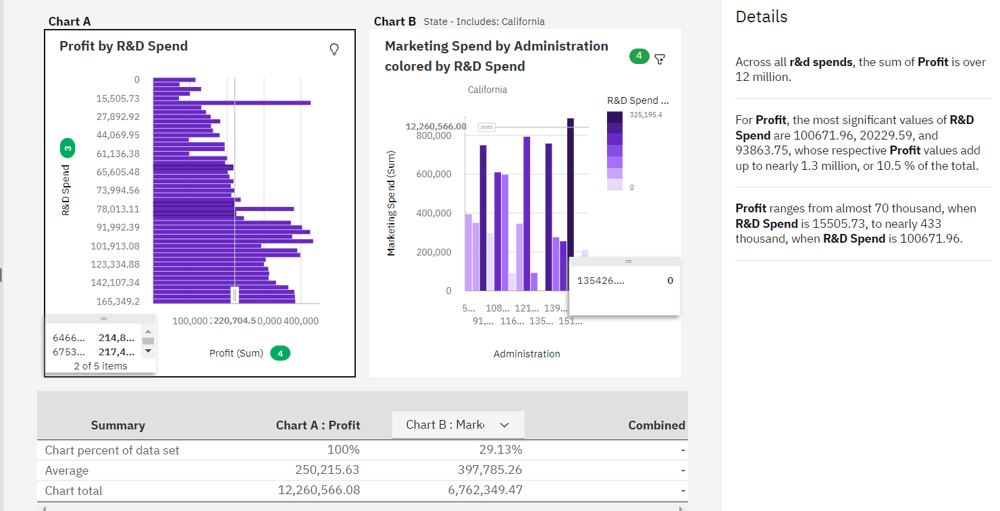 Chart A
Profit by R&D Spend
0
15,505.73
27,892.92
44,069.95
61,136.38
65,605.48
73,994.56
78,013.11
91,992.39
101,913.08
123,334.88
142,107.34
165,349.2
R&D Spend
3
100,000
220,704.5
0,000
400,000
Profit (Sum)
4
6466... 214,8...
6753... 217,4...
2 of 5 items
Chart B State - Includes: California
Marketing Spend by Administration
colored by R&D Spend
4
California
12,260,566.08
800,000
600,000
400,000
200,000
0
Marketing Spend (Sum)
5... 108... 121... 139...
91,... 116... 135... 151...
Administration
R&D Spend ...
325,195.4
0
135426.... 0
Summary Chart A : Profit Chart B : Mark Combined
Chart percent of data set 100% 29.13% -
Average 250,215.63 397,785.26 -
Chart total 12,260,566.08 6,762,349.47 -
Details
Across all r&d spends, the sum of Profit is over
12 million.
For Profit, the most significant values of R&D
Spend are 100671.96, 20229.59, and
93863.75, whose respective Profit values add
up to nearly 1.3 million, or 10.5 % of the total.
Profit ranges from almost 70 thousand, when
R&D Spend is 15505.73, to nearly 433
thousand, when R&D Spend is 100671.96.